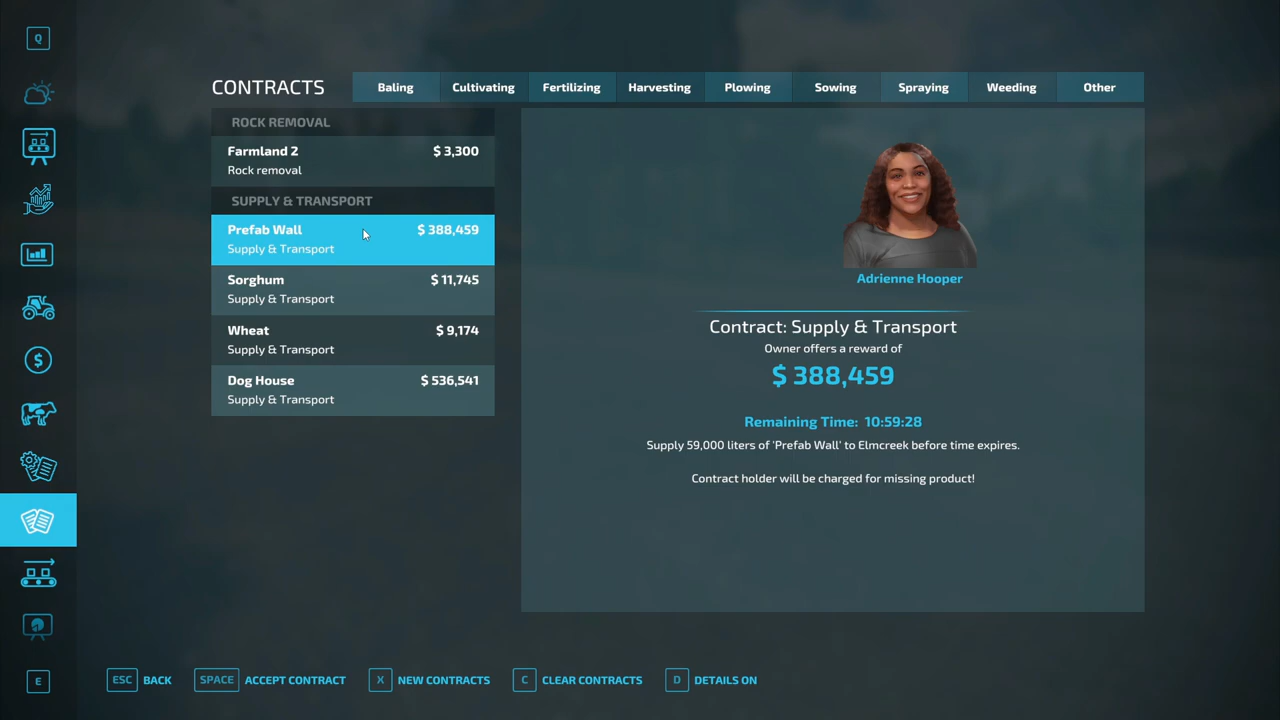 Q
CONTRACTS
Baling
Cultivating
Fertilizing
Harvesting
Plowing
Sowing
Spraying
Weeding
Other
ROCK REMOVAL
Farmland 2 $ 3,300
Rock removal
SUPPLY & TRANSPORT
Prefab Wall $ 388,459
Supply & Transport
Sorghum $ 11,745
Supply & Transport
Wheat $ 9,174
Supply & Transport
Dog House $ 536,541
Supply & Transport
Adrienne Hooper
Contract: Supply & Transport
Owner offers a reward of
$ 388,459
Remaining Time: 10:59:28
Supply 59,000 liters of 'Prefab Wall' to Elmcreek before time expires.
Contract holder will be charged for missing product!
E
ESC BACK SPACE ACCEPT CONTRACT X NEW CONTRACTS C CLEAR CONTRACTS D DETAILS ON